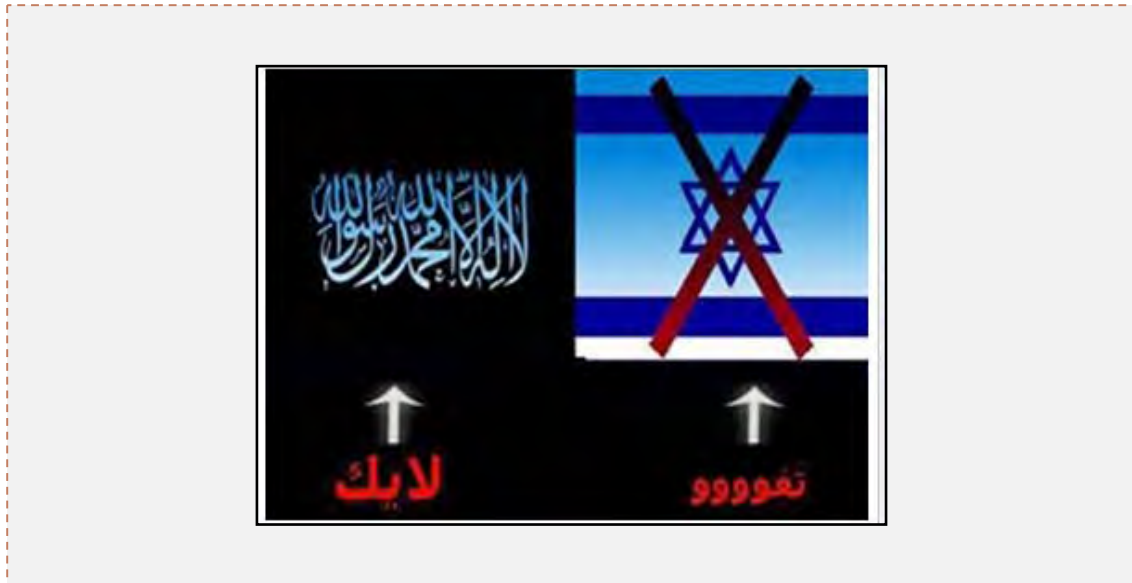 لا إله إلا الله محمد رسول الله
لايك
تفوووو